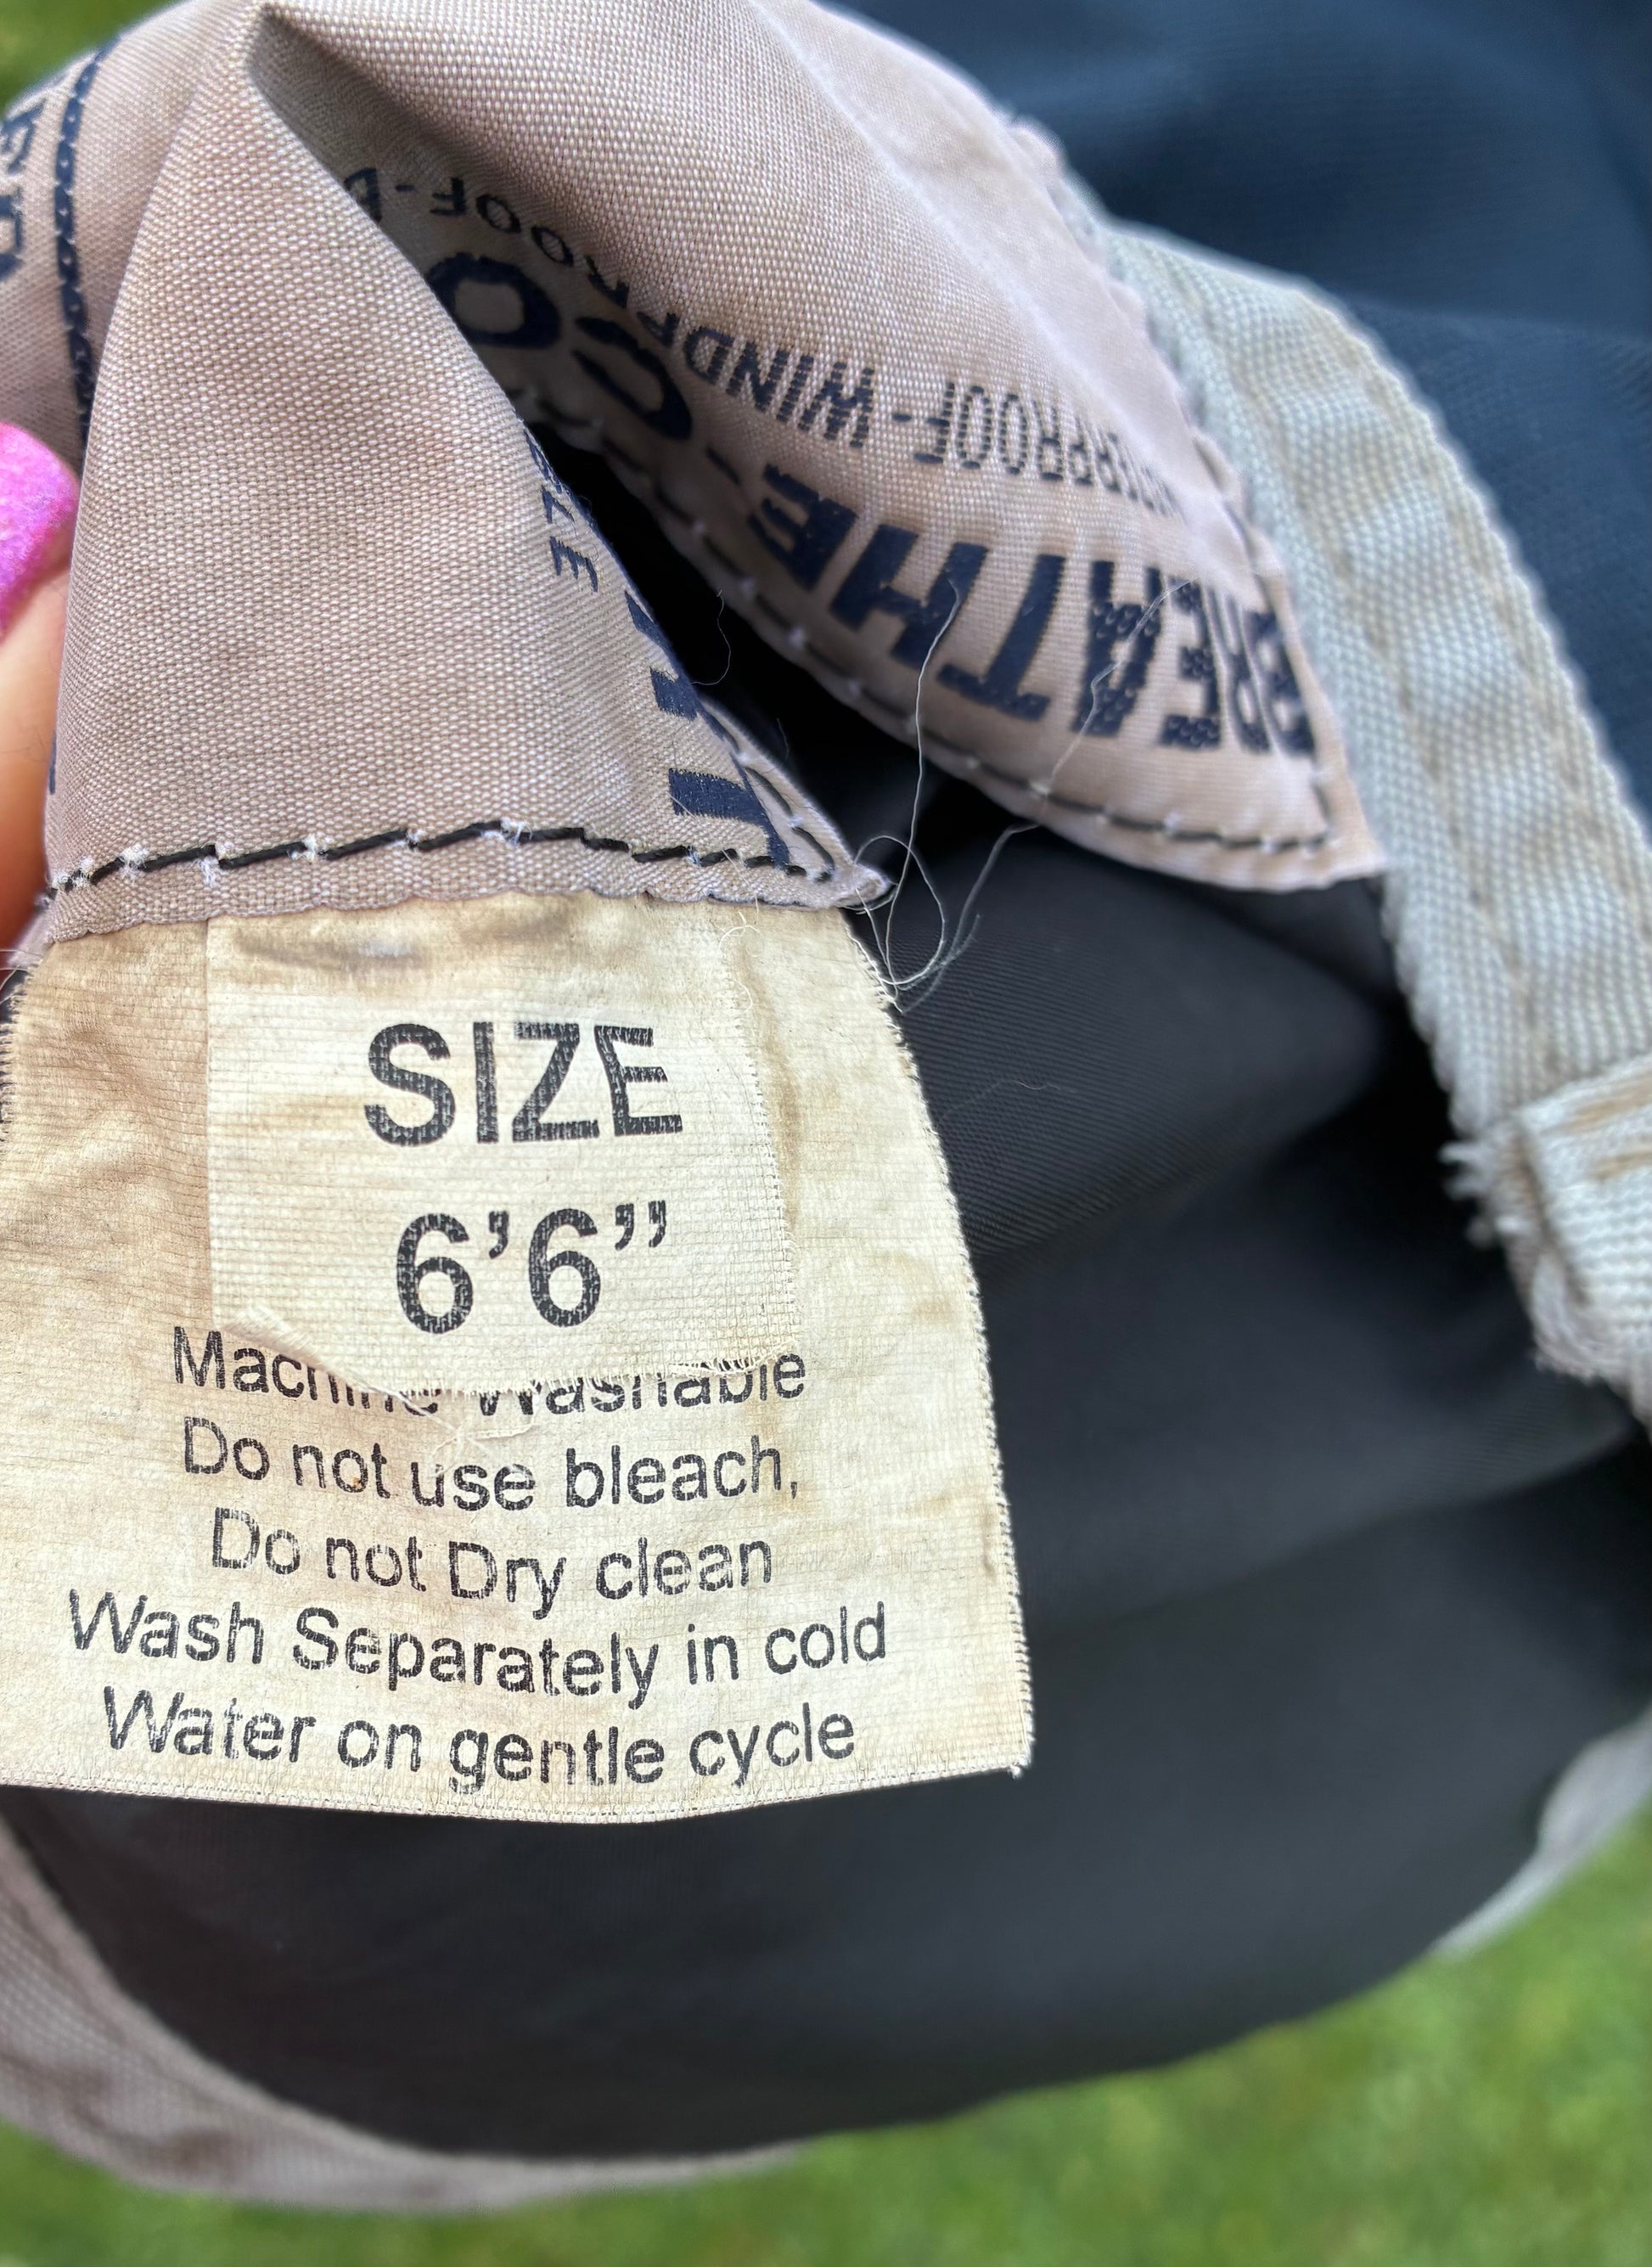 WINDPROOF-
BREATHE-CO
SIZE
6'6”
Machine Washable
Do not use bleach,
Do not Dry clean
Wash Separately in cold
Water on gentle cycle